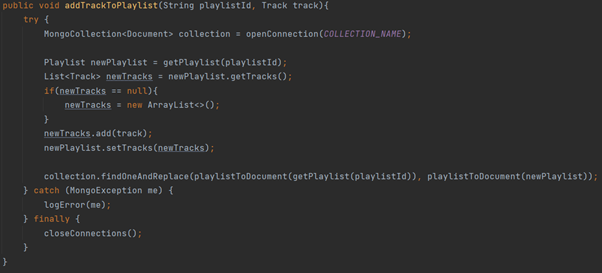 public void addTrackToPlaylist(String playlistId, Track track){
    try {
        MongoCollection<Document> collection = openConnection(COLLECTION_NAME);

        Playlist newPlaylist = getPlaylist(playlistId);
        List<Track> newTracks = newPlaylist.getTracks();
        if(newTracks == null){
            newTracks = new ArrayList<>();
        }
        newTracks.add(track);
        newPlaylist.setTracks(newTracks);

        collection.findOneAndReplace(playlistToDocument(getPlaylist(playlistId)), playlistToDocument(newPlaylist));
    } catch (MongoException me) {
        logError(me);
    } finally {
        closeConnections();
    }
}